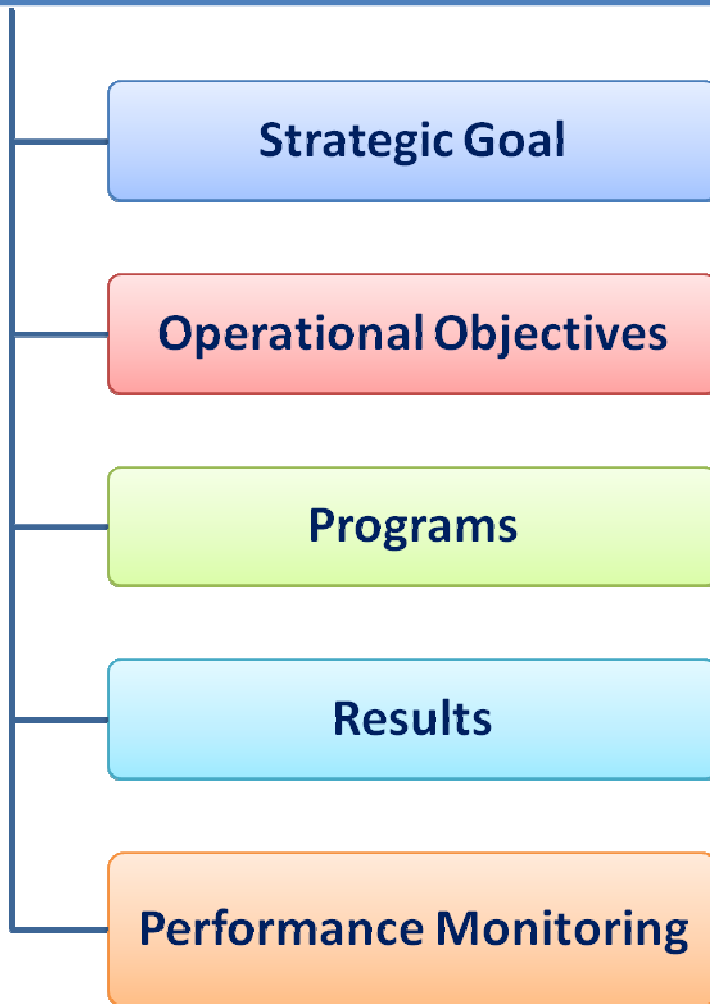 Strategic Goal
Operational Objectives
Programs
Results
Performance Monitoring